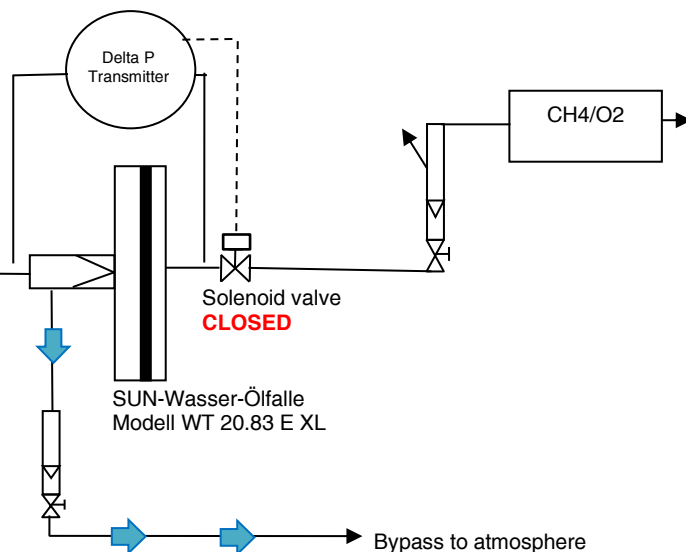 Delta P
Transmitter
CH4/O2
Solenoid valve
CLOSED
SUN-Wasser-Ölfalle
Modell WT 20.83 E XL
Bypass to atmosphere